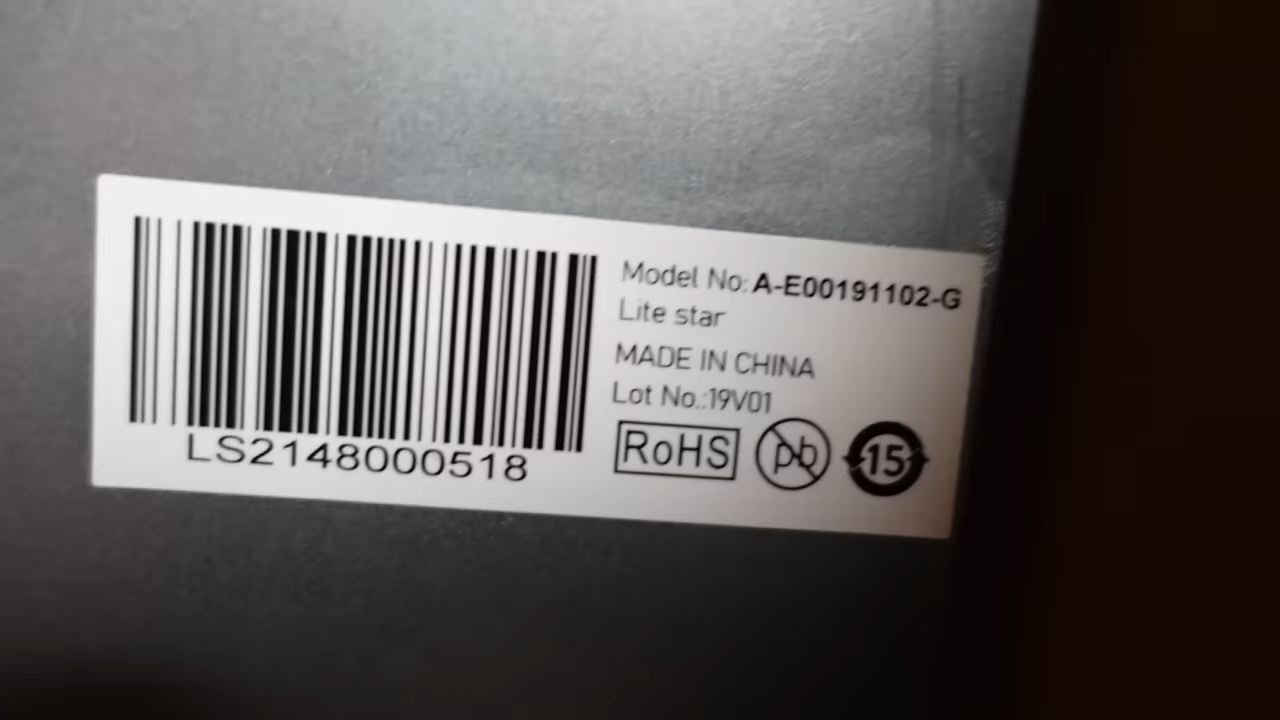 Model No: A-E00191102-G
Lite star
MADE IN CHINA
Lot No.:19V01
RoHS
pb
15
LS2148000518